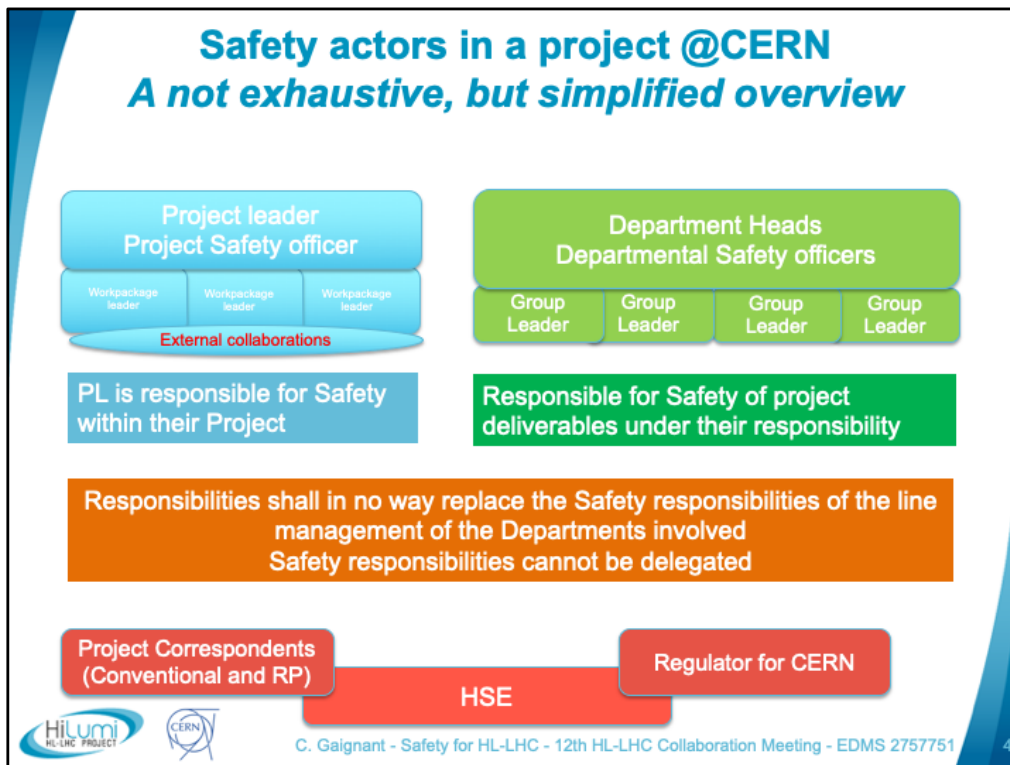 Safety actors in a project @CERN
A not exhaustive, but simplified overview
Project leader
Project Safety officer
Workpackage
leader
Workpackage
leader
Workpackage
leader
External collaborations
Department Heads
Departmental Safety officers
Group
Leader
Group
Leader
Group
Leader
Group
Leader
PL is responsible for Safety
within their Project
Responsible for Safety of project
deliverables under their responsibility
Responsibilities shall in no way replace the Safety responsibilities of the line
management of the Departments involved
Safety responsibilities cannot be delegated
Project Correspondents
(Conventional and RP)
HSE
Regulator for CERN
HiLumi
HL-LHC PROJECT
CERN
C. Gaignant - Safety for HL-LHC - 12th HL-LHC Collaboration Meeting - EDMS 2757751
4